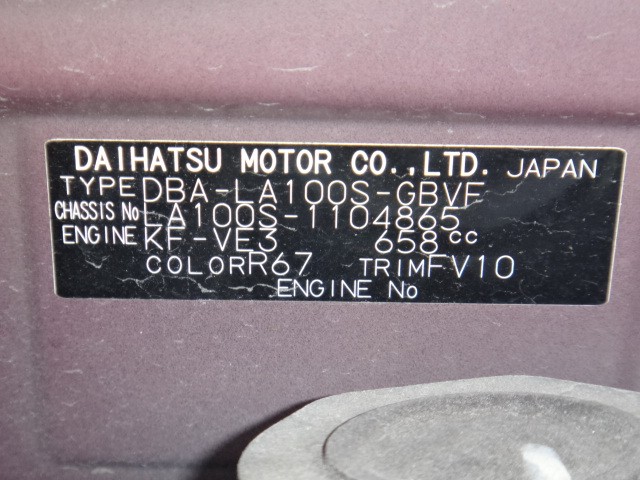 DAIHATSU MOTOR CO.,LTD. JAPAN
TYPE DBA-LA100S-GBVF
CHASSIS No LA100S-1104865
ENGINE KF-VE3 658cc
COLOR R67 TRIM FV10
ENGINE No